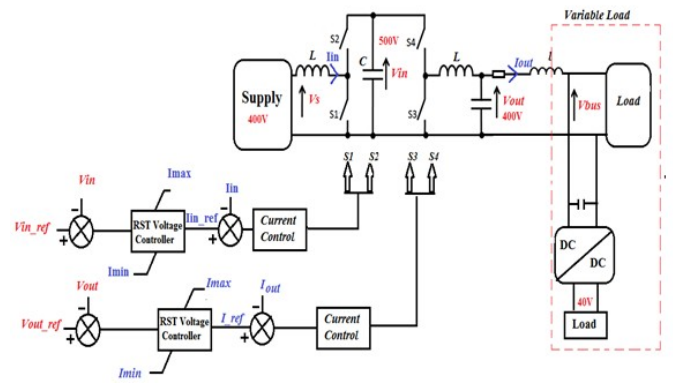 Variable Load
S2
500V
S4
L
Iin
C
Vin
L
Iout
l
Supply
400V
Vs
S1
S3
Vout
400V
Vbus
Load
S1 S2 S3 S4
Imax
Vin
Iin
Vin_ref
RST Voltage
Controller
Iin_ref
Current
Control
Imin
DC
DC
Vout
Imax
Iout
40V
Vout_ref
RST Voltage
Controller
I_ref
Current
Control
Load
Imin